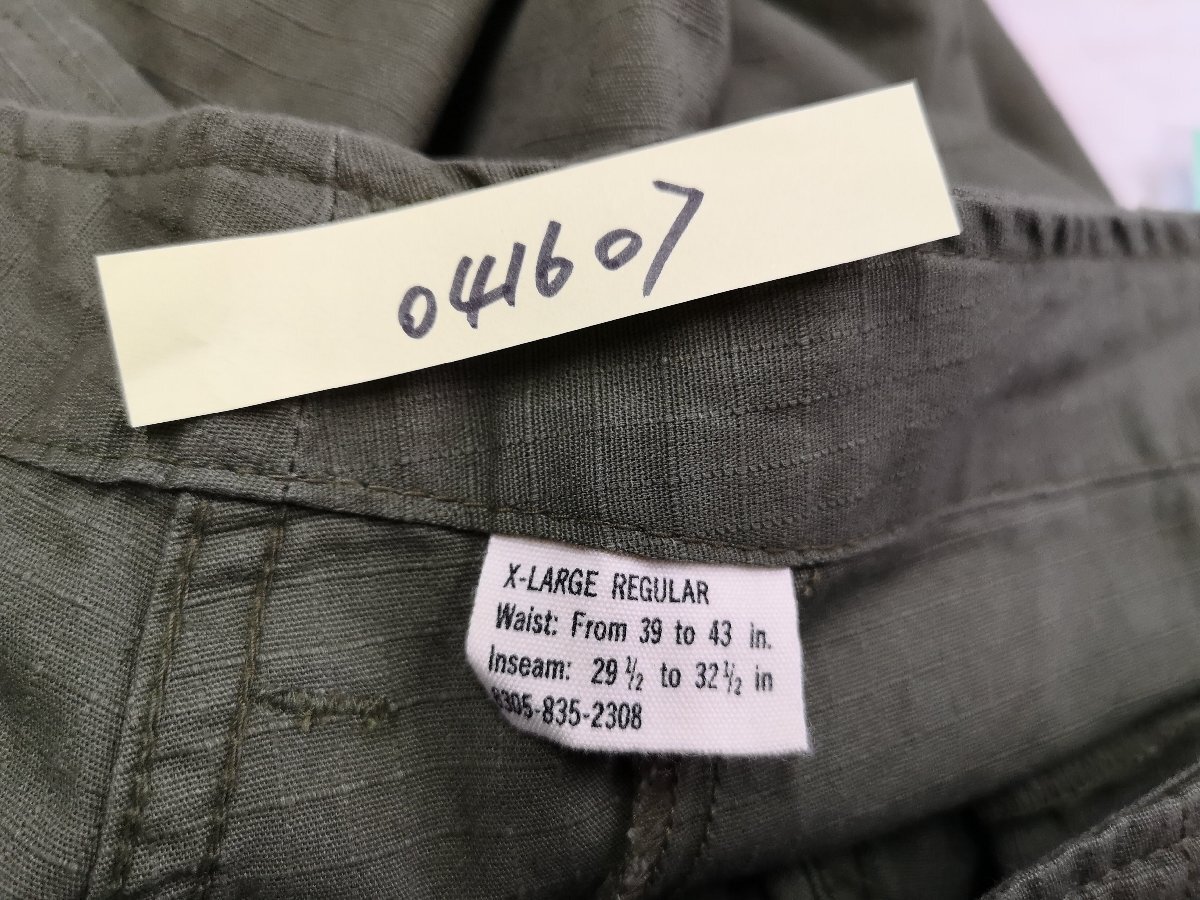 041607
X-LARGE REGULAR
Waist: From 39 to 43 in.
Inseam: 29 1/2 to 32 1/2 in
8305-835-2308